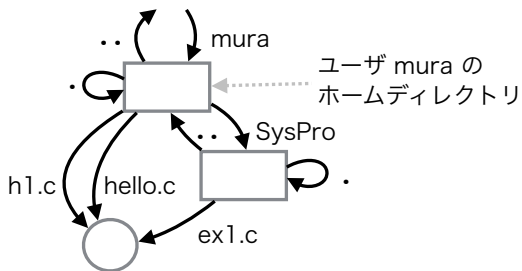 ..
mura
.
ユーザ mura の
ホームディレクトリ
..
SysPro
h1.c
hello.c
.
ex1.c